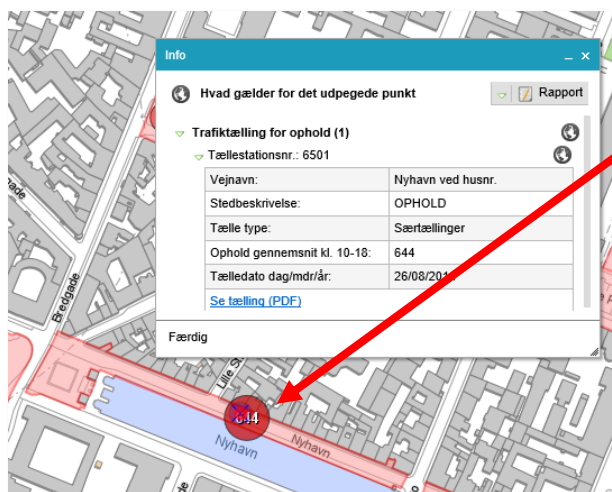 Info
Hvad gælder for det udpegede punkt
Rapport
Trafiktælling for ophold (1)
Tællestationsnr.: 6501
Vejnavn: Nyhavn ved husnr.
Stedbeskrivelse: OPHOLD
Tælle type: Særtællinger
Ophold gennemsnit kl. 10-18: 644
Tælledato dag/mdr/år:
Se tælling (PDF)
Færdig
Bredgade
644
Nyhavn
Nyhavn